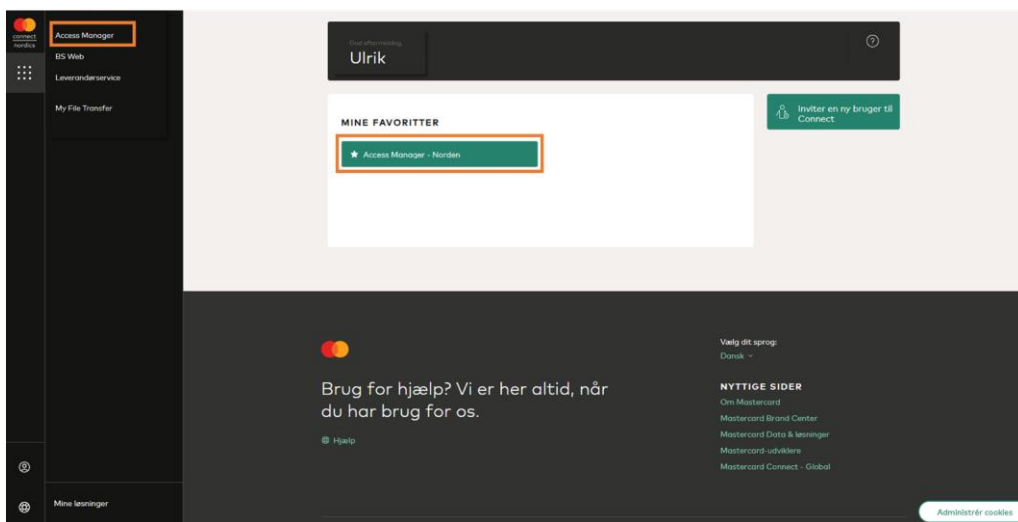 connect
nordics
Access Manager
BS Web
Leverandørservice
My File Transfer
Mine løsninger
God eftermiddag,
Ulrik
MINE FAVORITTER
Access Manager - Norden
Inviter en ny bruger til
Connect
Brug for hjælp? Vi er her altid, når
du har brug for os.
Hjælp
Vælg dit sprog:
Dansk
NYTTIGE SIDER
Om Mastercard
Mastercard Brand Center
Mastercard Data & løsninger
Mastercard-udviklere
Mastercard Connect - Global
Administrér cookies